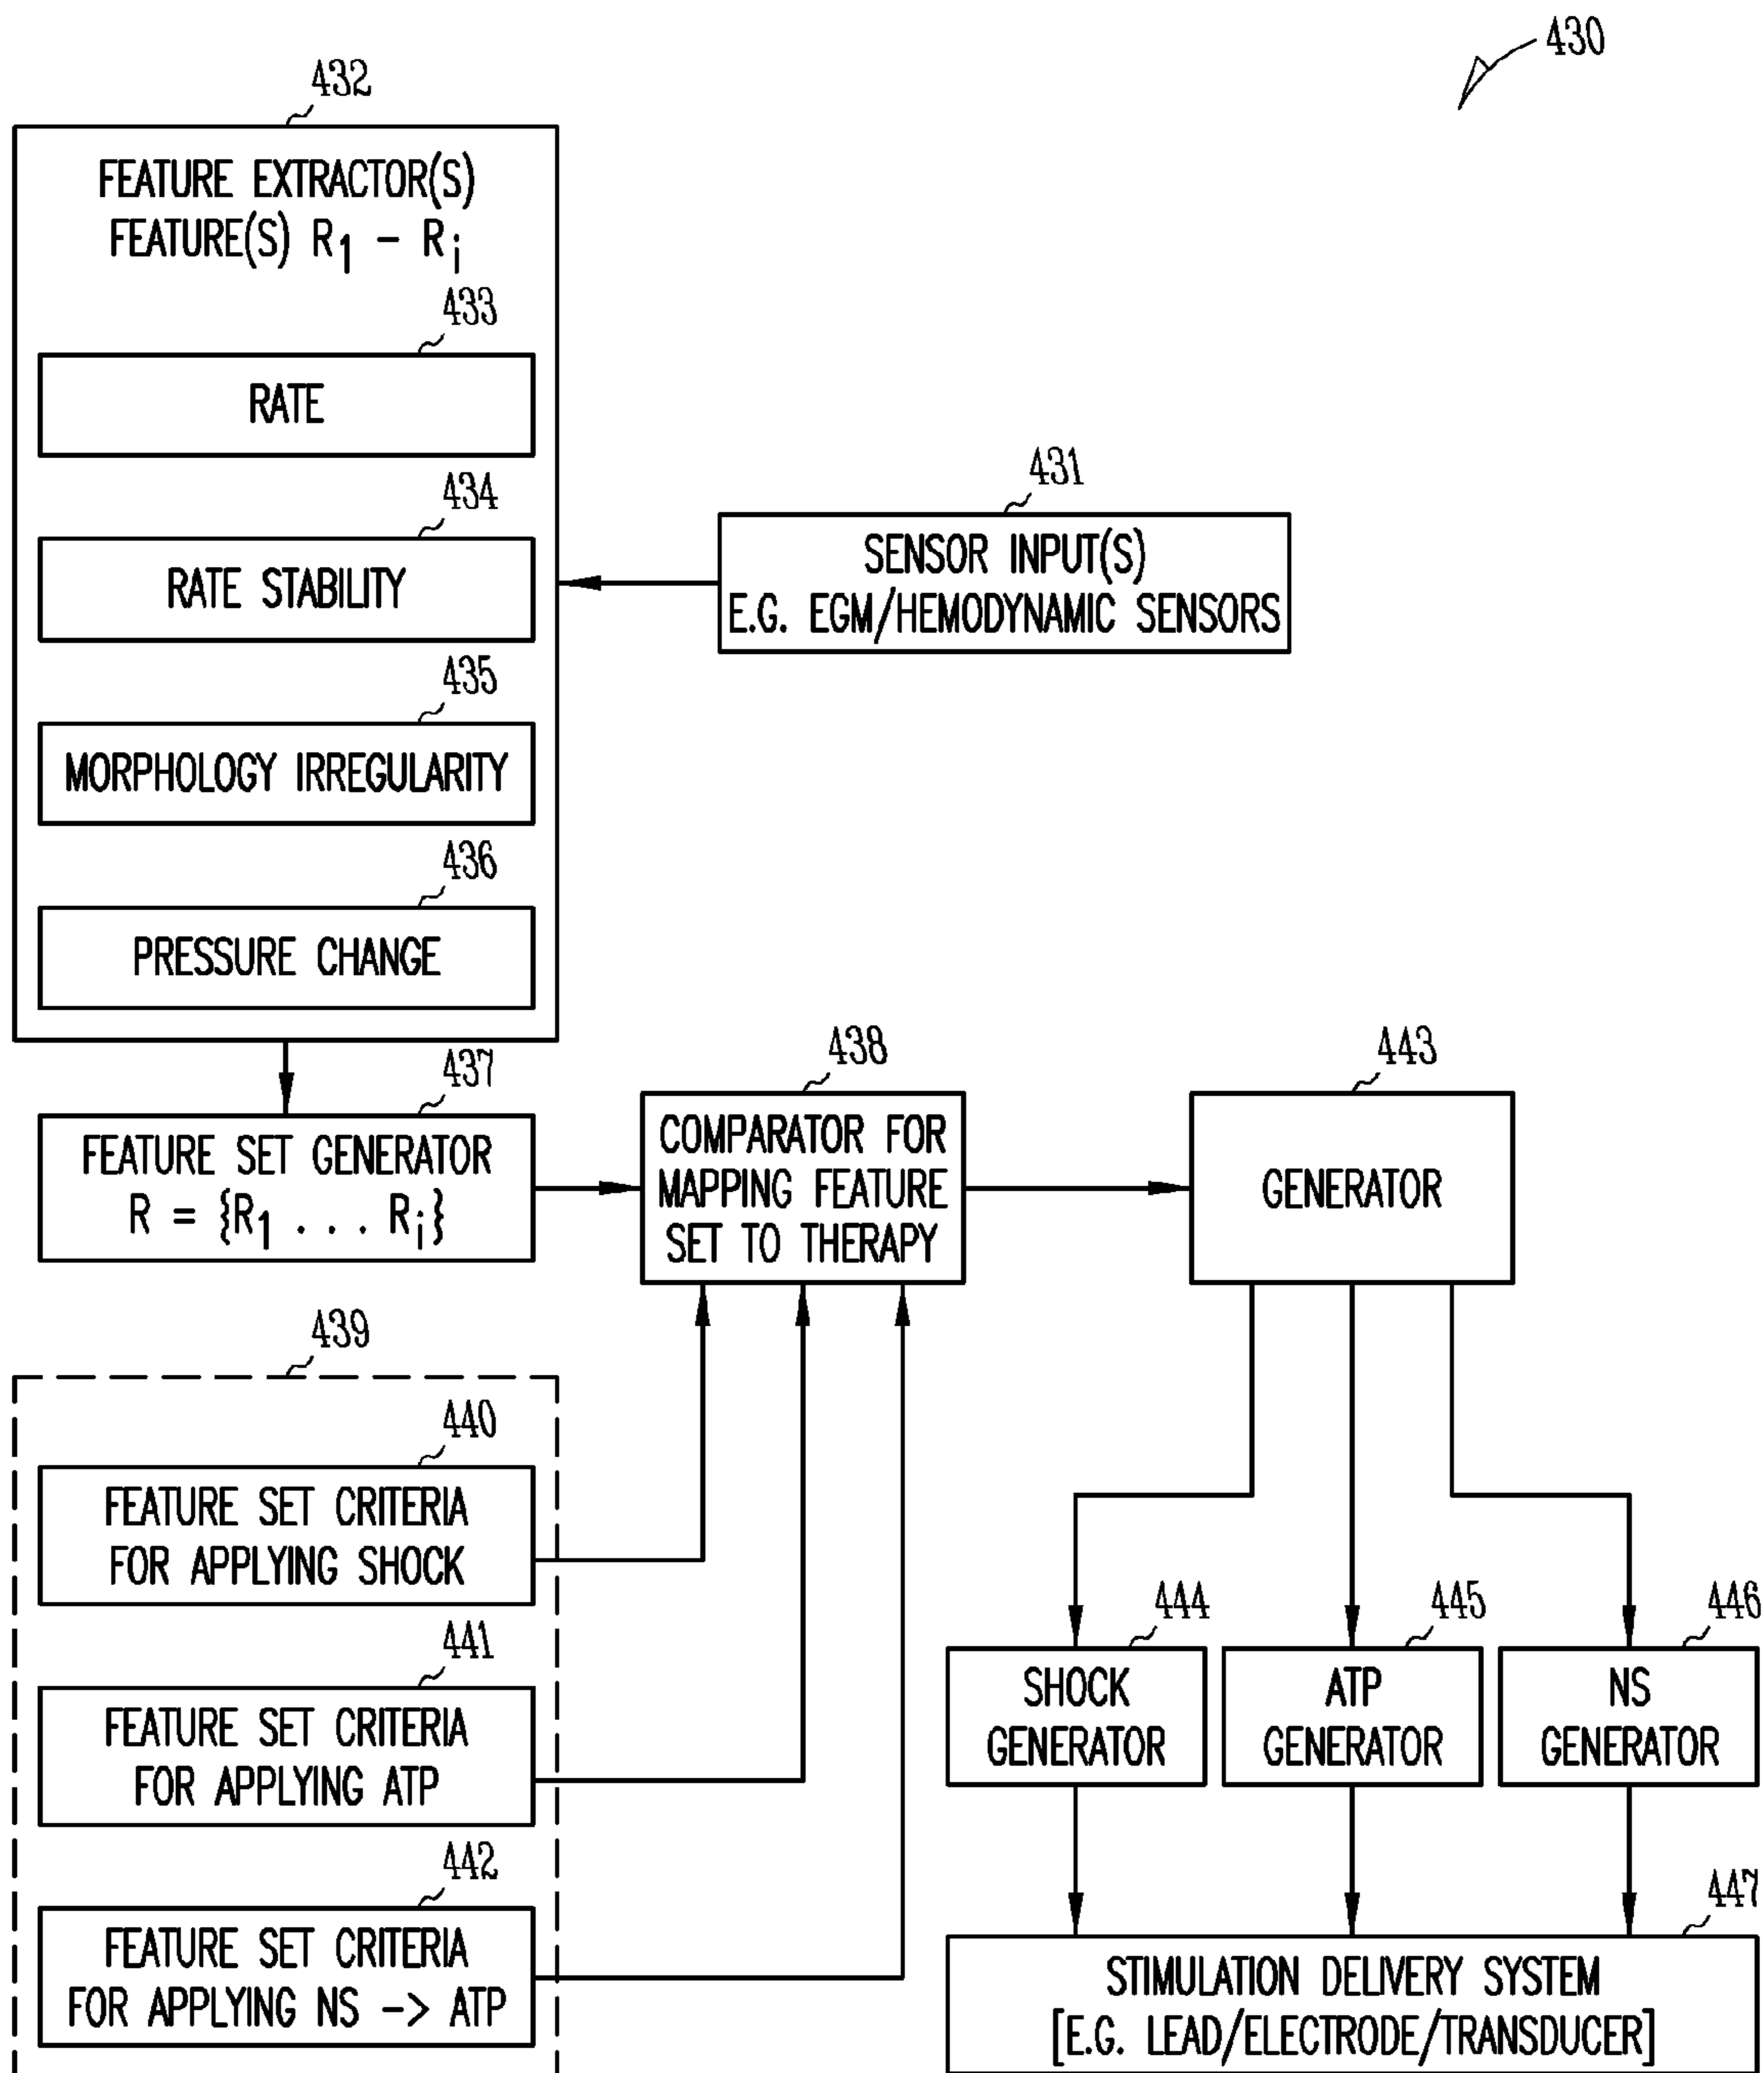 430
432
FEATURE EXTRACTOR(S)
FEATURE(S) R1 - Ri
433
RATE
434
RATE STABILITY
435
MORPHOLOGY IRREGULARITY
436
PRESSURE CHANGE
431
SENSOR INPUT(S)
E.G. EGM/HEMODYNAMIC SENSORS
437
FEATURE SET GENERATOR
R = {R1 . . . Ri}
438
COMPARATOR FOR
MAPPING FEATURE
SET TO THERAPY
443
GENERATOR
439
440
FEATURE SET CRITERIA
FOR APPLYING SHOCK
441
FEATURE SET CRITERIA
FOR APPLYING ATP
442
FEATURE SET CRITERIA
FOR APPLYING NS -> ATP
444
SHOCK
GENERATOR
445
ATP
GENERATOR
446
NS
GENERATOR
447
STIMULATION DELIVERY SYSTEM
[E.G. LEAD/ELECTRODE/TRANSDUCER]